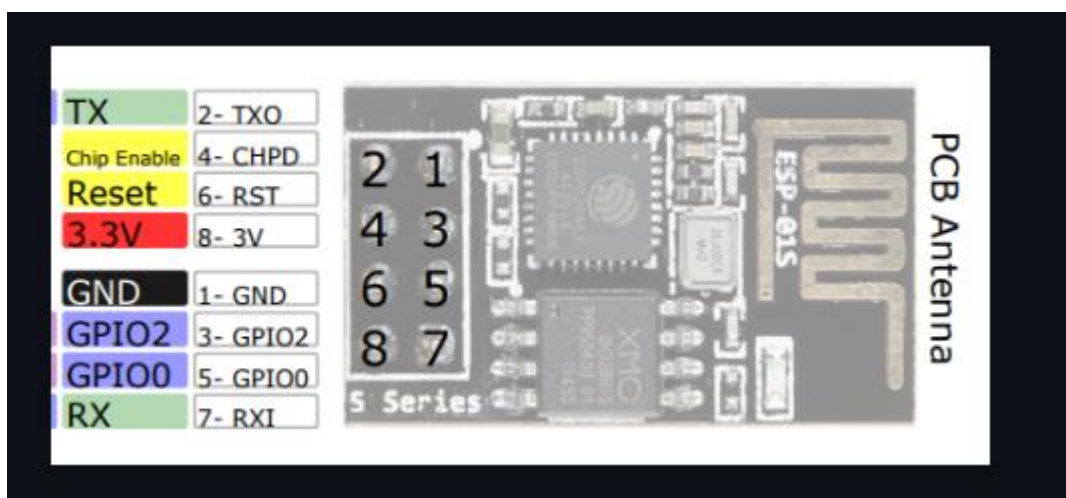 TX 2- TXO
Chip Enable 4- CHPD
Reset 6- RST
3.3V 8- 3V
GND 1- GND
GPIO2 3- GPIO2
GPIO0 5- GPIO0
RX 7- RXI
2 1
4 3
6 5
8 7
S Series
XMC
ESP-01S
PCB Antenna